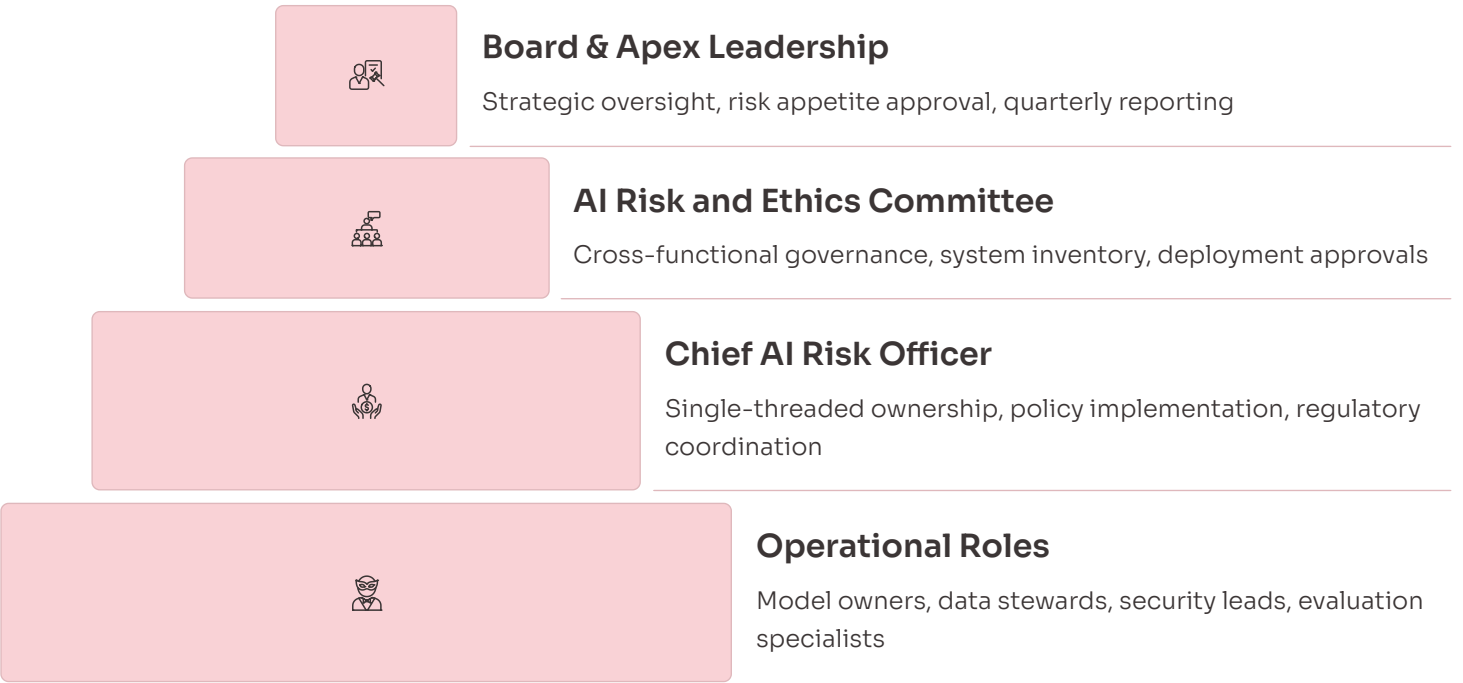 Board & Apex Leadership
Strategic oversight, risk appetite approval, quarterly reporting
AI Risk and Ethics Committee
Cross-functional governance, system inventory, deployment approvals
Chief AI Risk Officer
Single-threaded ownership, policy implementation, regulatory
coordination
Operational Roles
Model owners, data stewards, security leads, evaluation
specialists